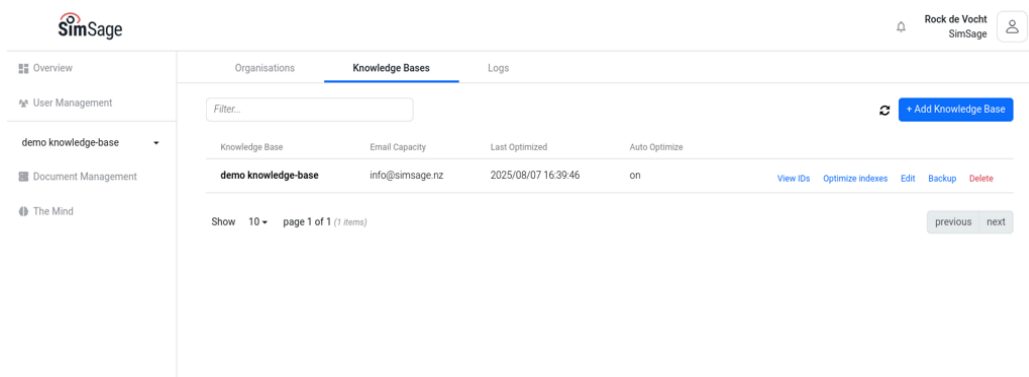 SimSage
Rock de Vocht
SimSage
Overview
User Management
demo knowledge-base
Document Management
The Mind
Organisations Knowledge Bases Logs
Filter...
+ Add Knowledge Base
Knowledge Base Email Capacity Last Optimized Auto Optimize
demo knowledge-base info@simsage.nz 2025/08/07 16:39:46 on View IDs Optimize indexes Edit Backup Delete
Show 10 page 1 of 1 (1 items) previous next